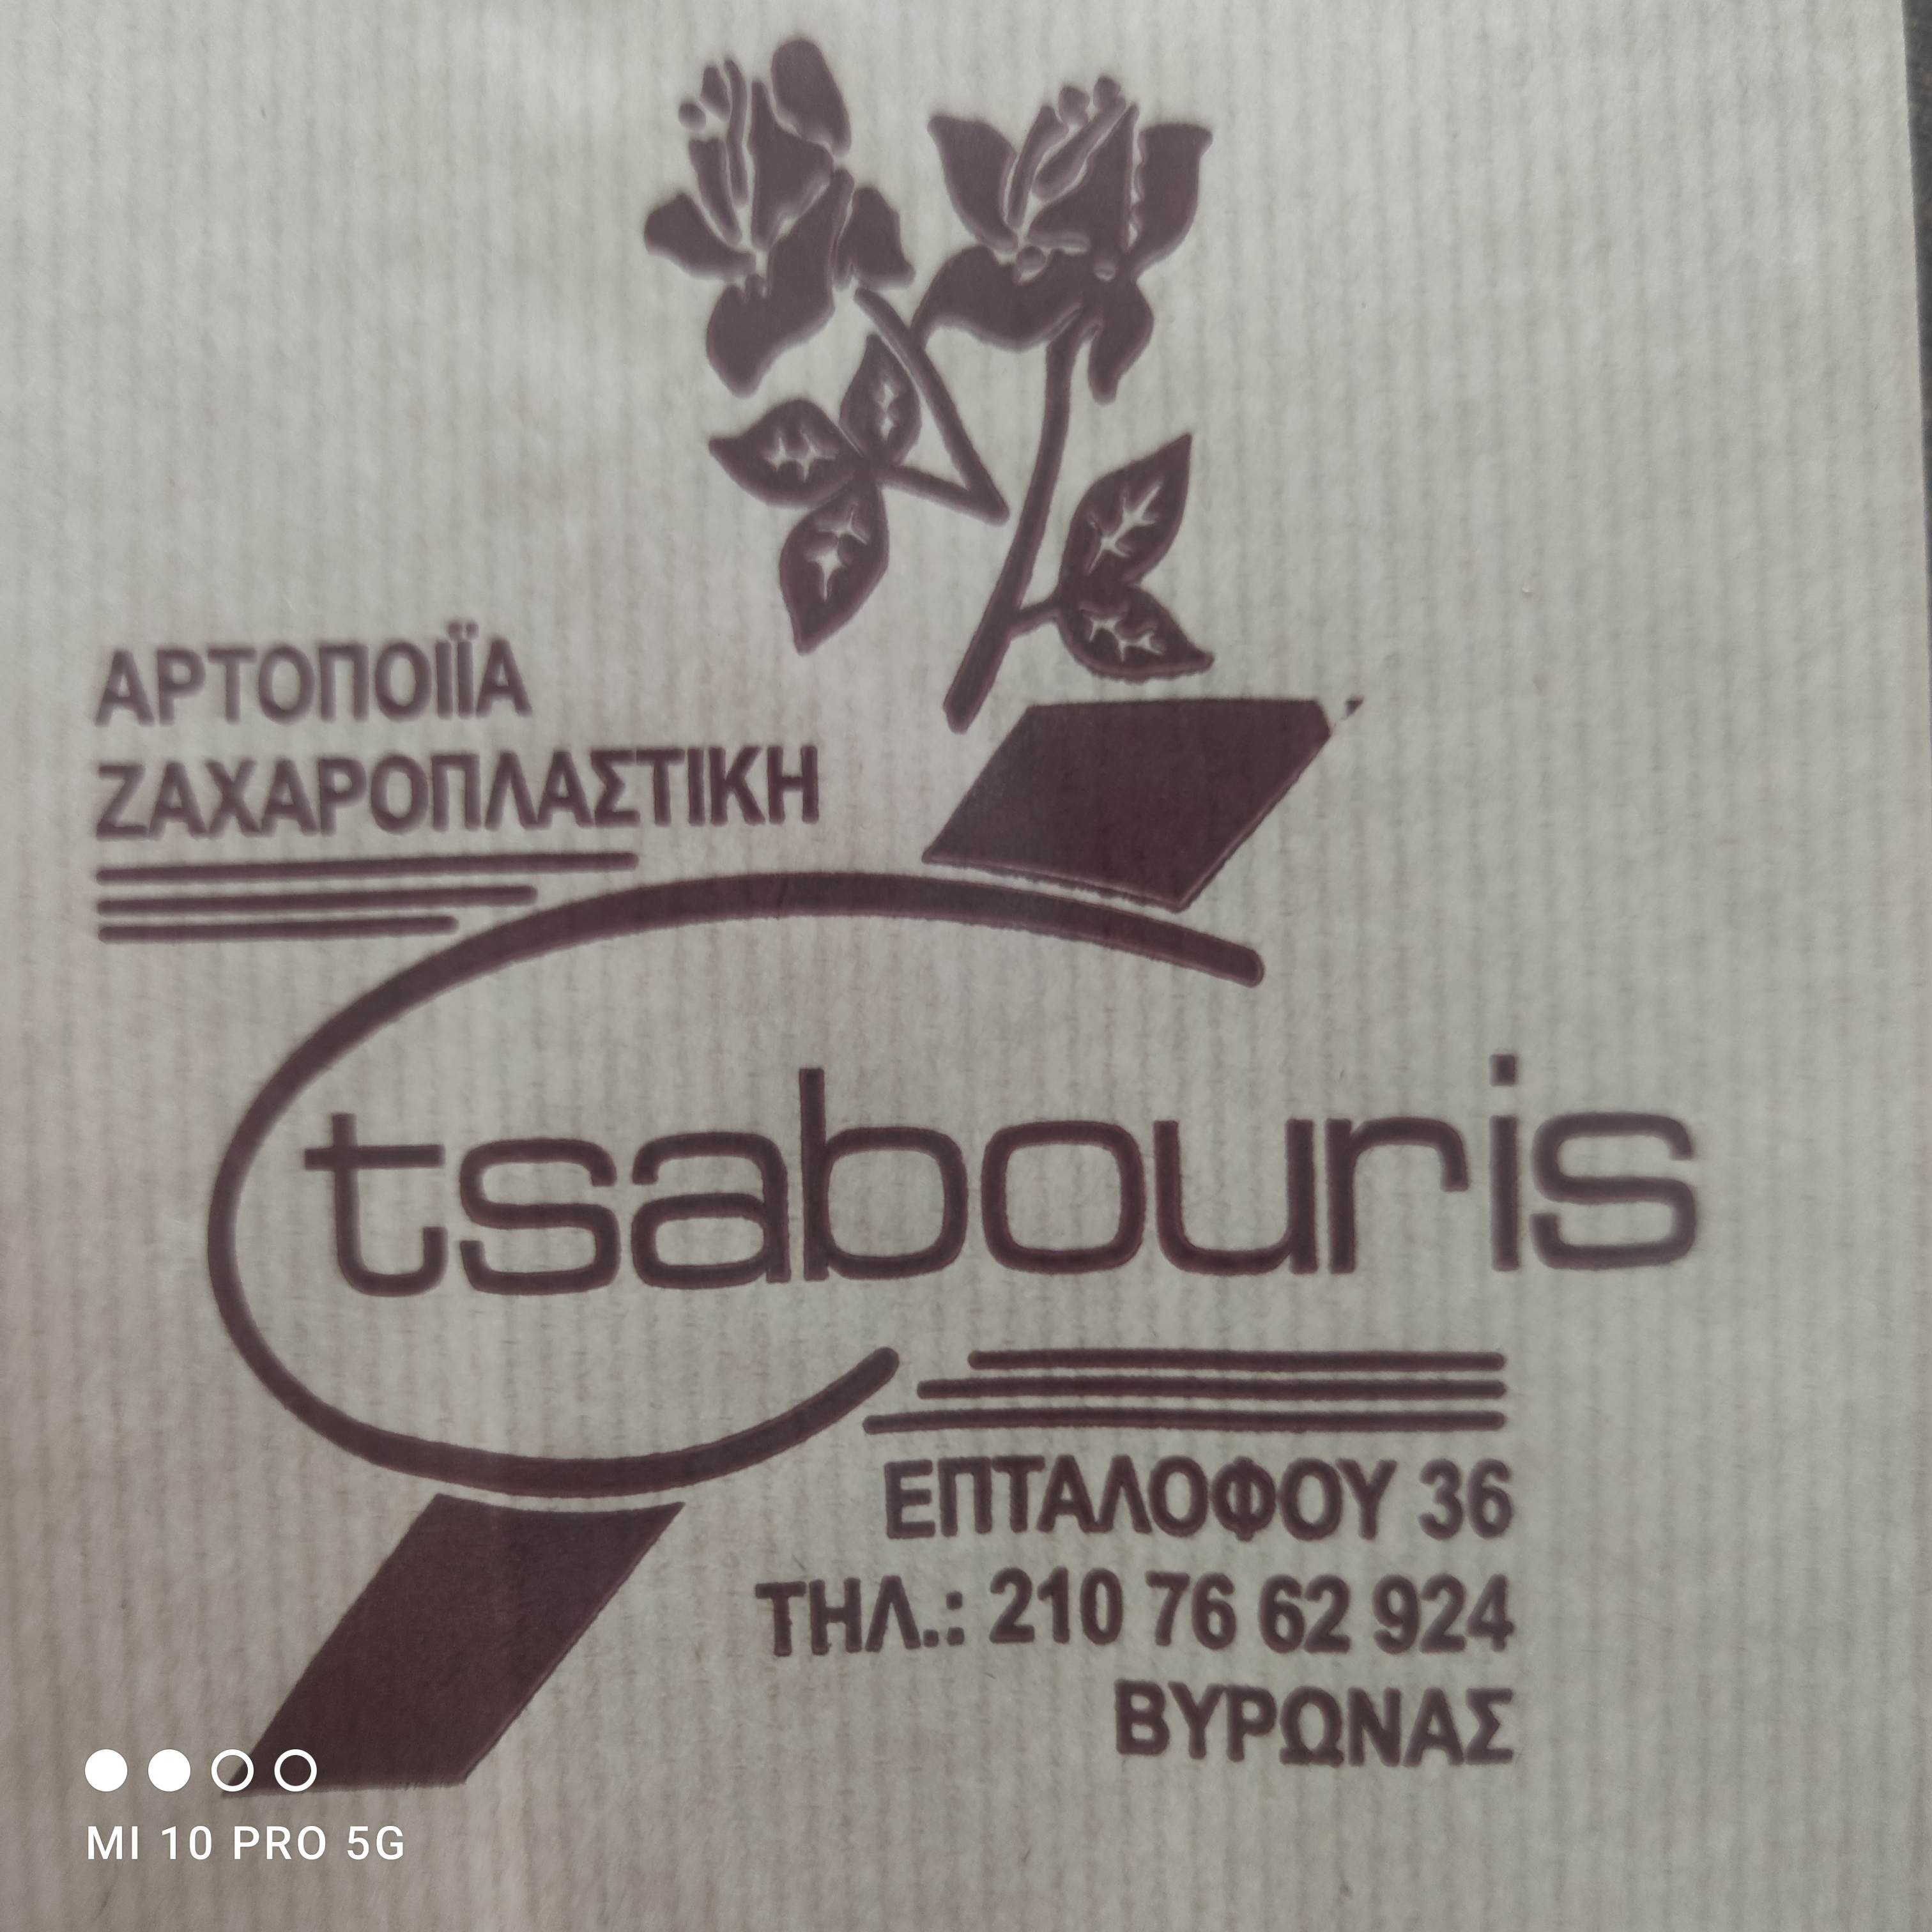 ΑΡΤΟΠΟΙΪΑ
ΖΑΧΑΡΟΠΛΑΣΤΙΚΗ
tsabouris
ΕΠΤΑΛΟΦΟΥ 36
ΤΗΛ.: 210 76 62 924
ΒΥΡΩΝΑΣ
MI 10 PRO 5G